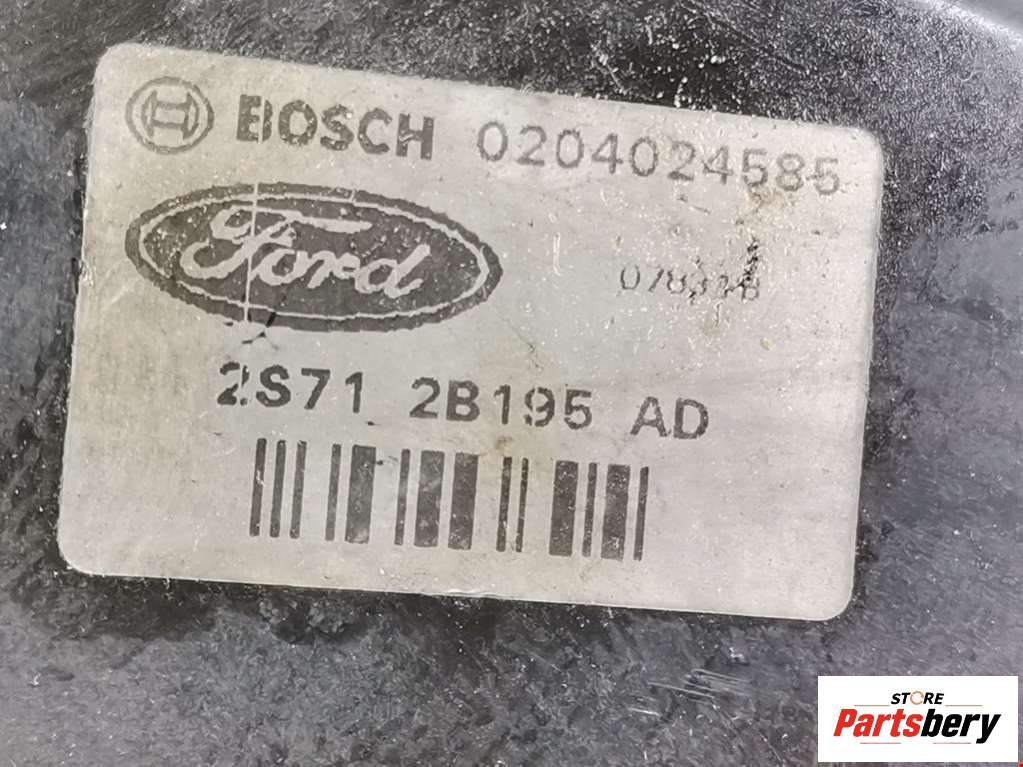 BOSCH 0204024585
Ford
2S71 2B195 AD
STORE
Partsbery